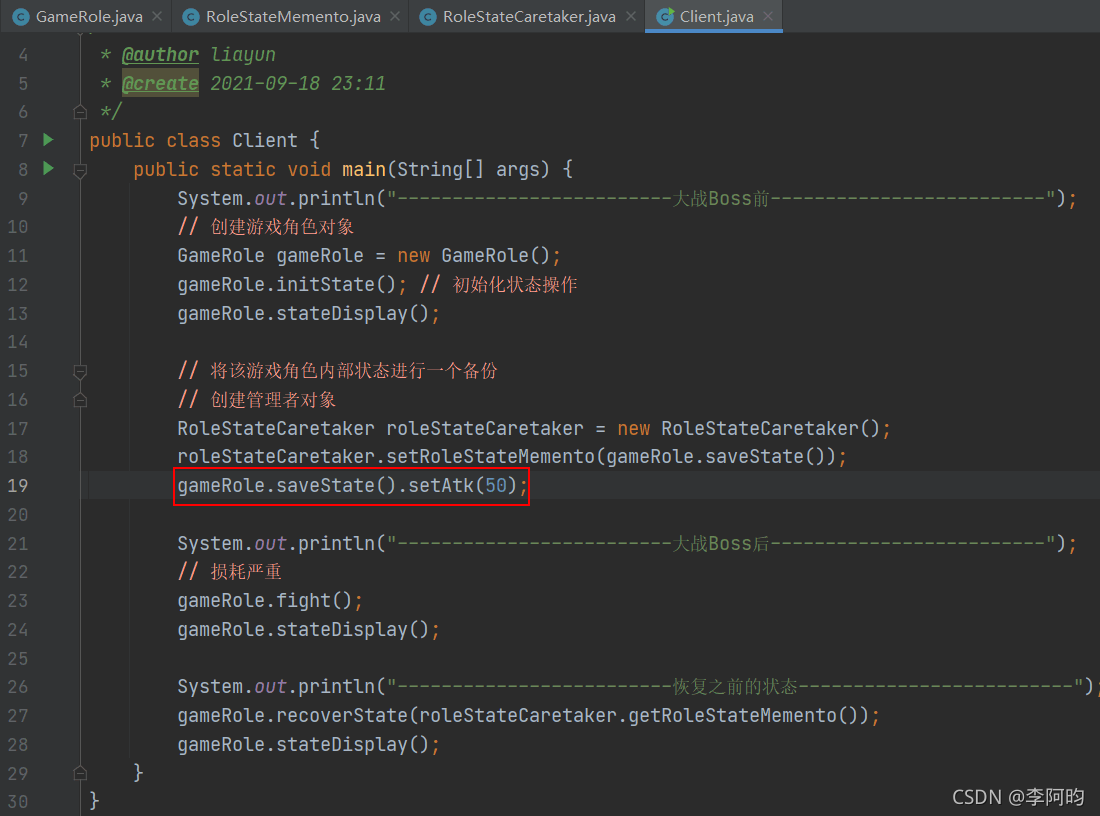 GameRole.java RoleStateMemento.java RoleStateCaretaker.java Client.java
4 * @author liayun
5 * @create 2021-09-18 23:11
6 */
7 public class Client {
8 public static void main(String[] args) {
9 System.out.println("-------------------------大战Boss前-------------------------");
10 // 创建游戏角色对象
11 GameRole gameRole = new GameRole();
12 gameRole.initState(); // 初始化状态操作
13 gameRole.stateDisplay();
14
15 // 将该游戏角色内部状态进行一个备份
16 // 创建管理者对象
17 RoleStateCaretaker roleStateCaretaker = new RoleStateCaretaker();
18 roleStateCaretaker.setRoleStateMemento(gameRole.saveState());
19 gameRole.saveState().setAtk(50);
20
21 System.out.println("-------------------------大战Boss后-------------------------");
22 // 损耗严重
23 gameRole.fight();
24 gameRole.stateDisplay();
25
26 System.out.println("-------------------------恢复之前的状态-------------------------");
27 gameRole.recoverState(roleStateCaretaker.getRoleStateMemento());
28 gameRole.stateDisplay();
29 }
30 }
CSDN @李阿昀